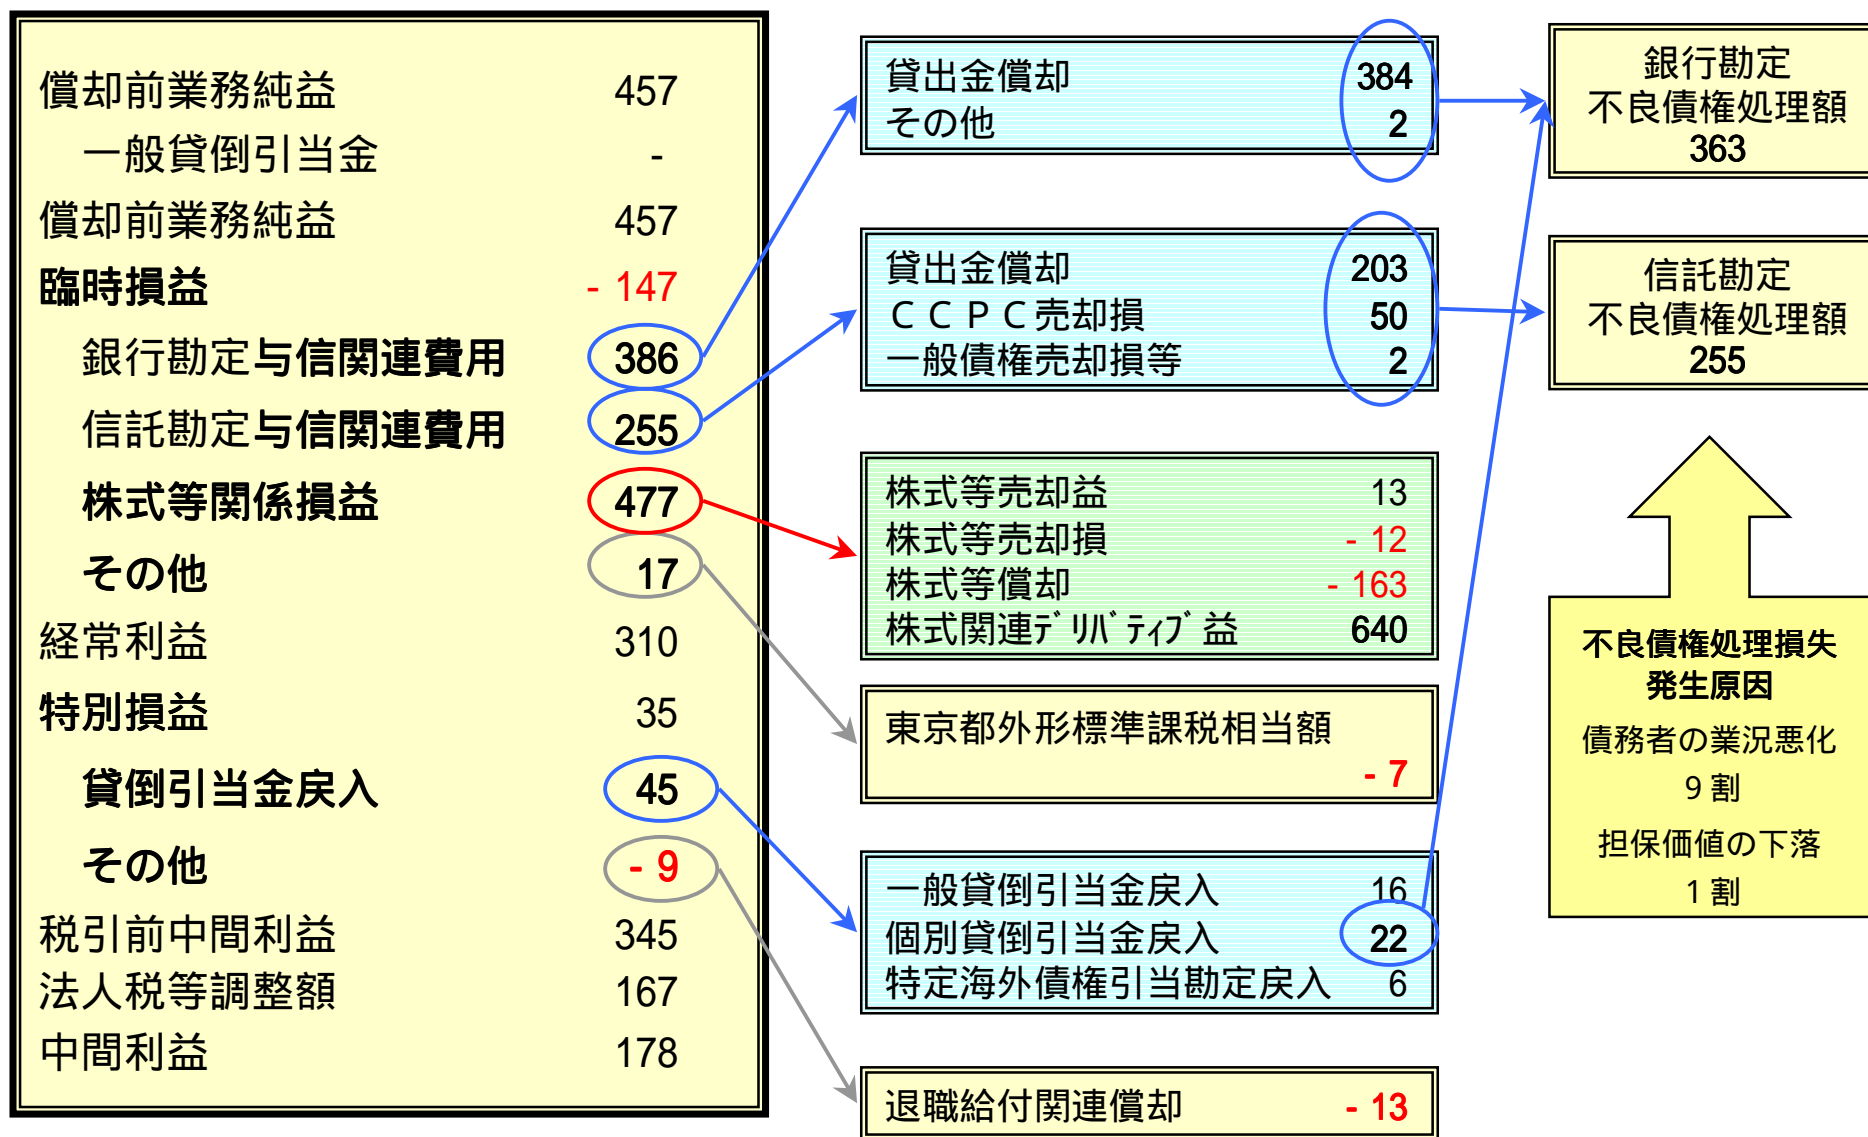 償却前業務純益 457
一般貸倒引当金 -
償却前業務純益 457
臨時損益 - 147
銀行勘定与信関連費用 386
信託勘定与信関連費用 255
株式等関係損益 477
その他 17
経常利益 310
特別損益 35
貸倒引当金戻入 45
その他 - 9
税引前中間利益 345
法人税等調整額 167
中間利益 178
貸出金償却 384
その他 2
貸出金償却 203
ＣＣＰＣ売却損 50
一般債権売却損等 2
株式等売却益 13
株式等売却損 - 12
株式等償却 - 163
株式関連ﾃﾞﾘﾊﾞﾃｨﾌﾞ益 640
東京都外形標準課税相当額
- 7
一般貸倒引当金戻入 16
個別貸倒引当金戻入 22
特定海外債権引当勘定戻入 6
退職給付関連償却 - 13
銀行勘定
不良債権処理額
363
信託勘定
不良債権処理額
255
不良債権処理損失
発生原因
債務者の業況悪化
９割
担保価値の下落
１割